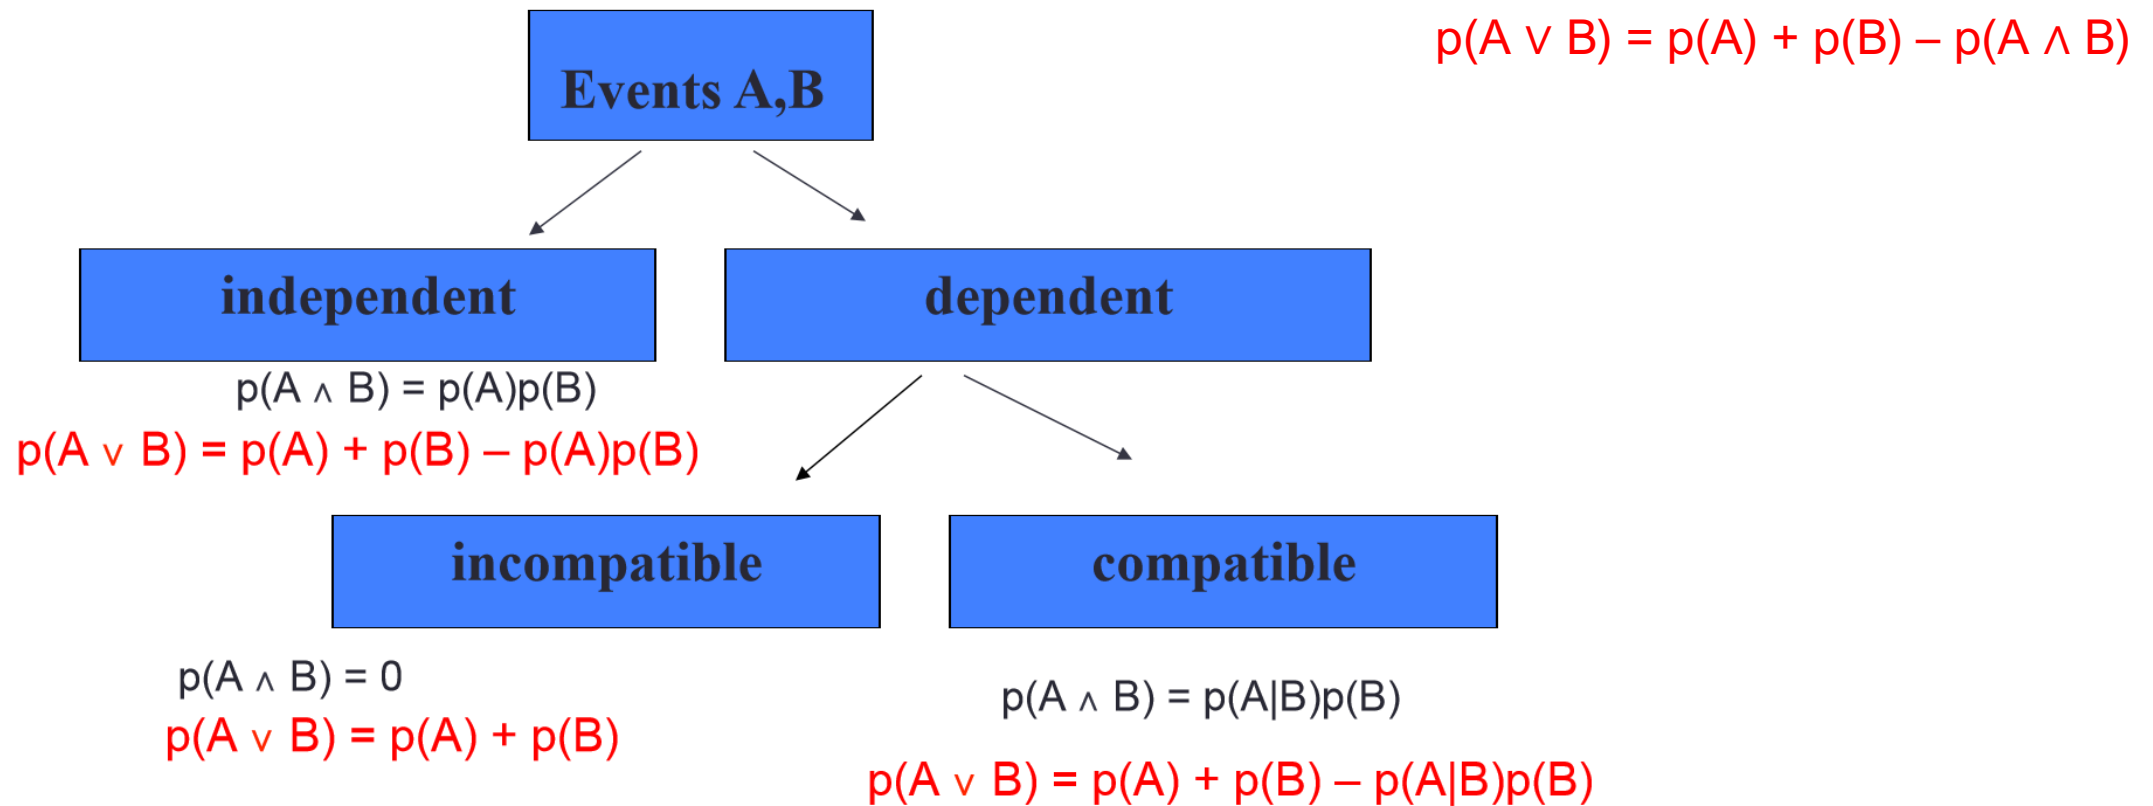 p(A ∨ B) = p(A) + p(B) – p(A ∧ B)
Events A,B
independent
dependent
p(A ∧ B) = p(A)p(B)
p(A ∨ B) = p(A) + p(B) – p(A)p(B)
incompatible
compatible
p(A ∧ B) = 0
p(A ∨ B) = p(A) + p(B)
p(A ∧ B) = p(A|B)p(B)
p(A ∨ B) = p(A) + p(B) – p(A|B)p(B)